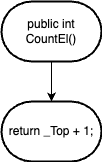 public int
CountEl()
return _Top + 1;